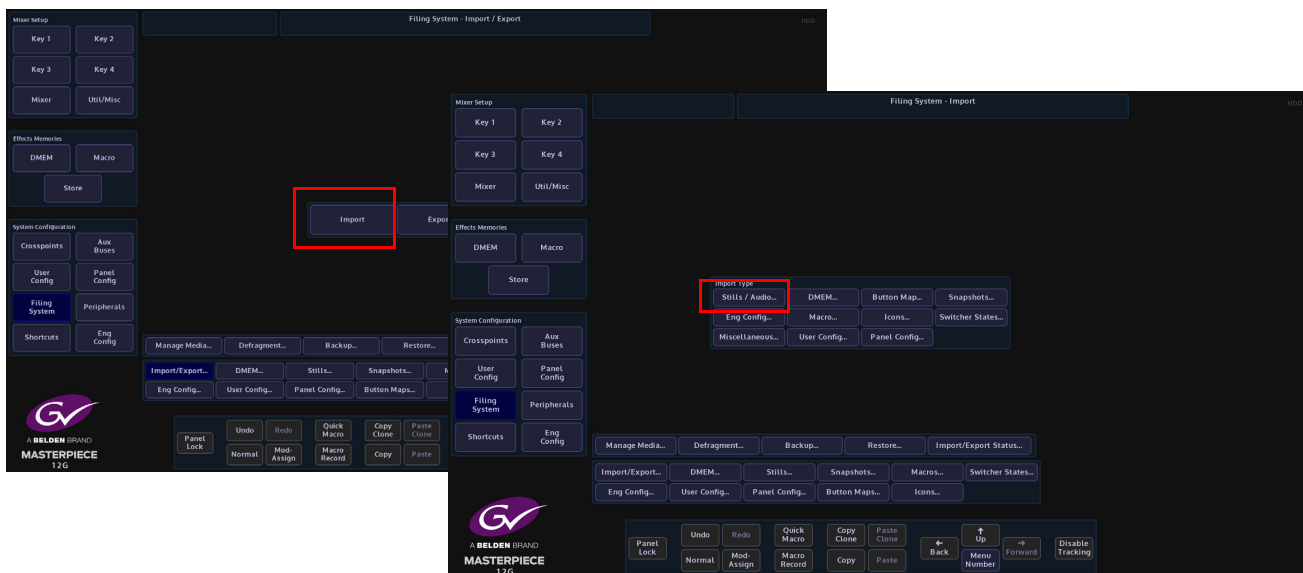 Mixer Setup
Filing System - Import / Export
HDD
Key 1
Key 2
Key 3
Key 4
Mixer
Util/Misc
Effects Memories
DMEM
Macro
Store
System Configuration
Crosspoints
Aux
Buses
User
Config
Panel
Config
Filing
System
Peripherals
Shortcuts
Eng
Config
Import
Manage Media...
Defragment...
Backup...
Restore...
Import/Export...
DMEM...
Stills...
Snapshots...
Eng Config...
User Config...
Panel Config...
Button Maps...
GV
A BELDEN BRAND
MASTERPIECE
12G
Panel
Lock
Undo
Redo
Quick
Macro
Copy
Clone
Paste
Clone
Normal
Mod-
Assign
Macro
Record
Copy
Paste
Mixer Setup
Filing System - Import
HDD
Key 1
Key 2
Key 3
Key 4
Mixer
Util/Misc
Effects Memories
DMEM
Macro
Store
System Configuration
Crosspoints
Aux
Buses
User
Config
Panel
Config
Filing
System
Peripherals
Shortcuts
Eng
Config
Import Type
Stills / Audio...
DMEM...
Button Map...
Snapshots...
Eng Config...
Macro...
Icons...
Switcher States...
Miscellaneous...
User Config...
Panel Config...
Manage Media...
Defragment...
Backup...
Restore...
Import/Export Status...
Import/Export...
DMEM...
Stills...
Snapshots...
Macros...
Switcher States...
Eng Config...
User Config...
Panel Config...
Button Maps...
Icons...
GV
A BELDEN BRAND
MASTERPIECE
12G
Panel
Lock
Undo
Redo
Quick
Macro
Copy
Clone
Paste
Clone
Normal
Mod-
Assign
Macro
Record
Copy
Paste
Back
Up
Menu
Number
Forward
Disable
Tracking